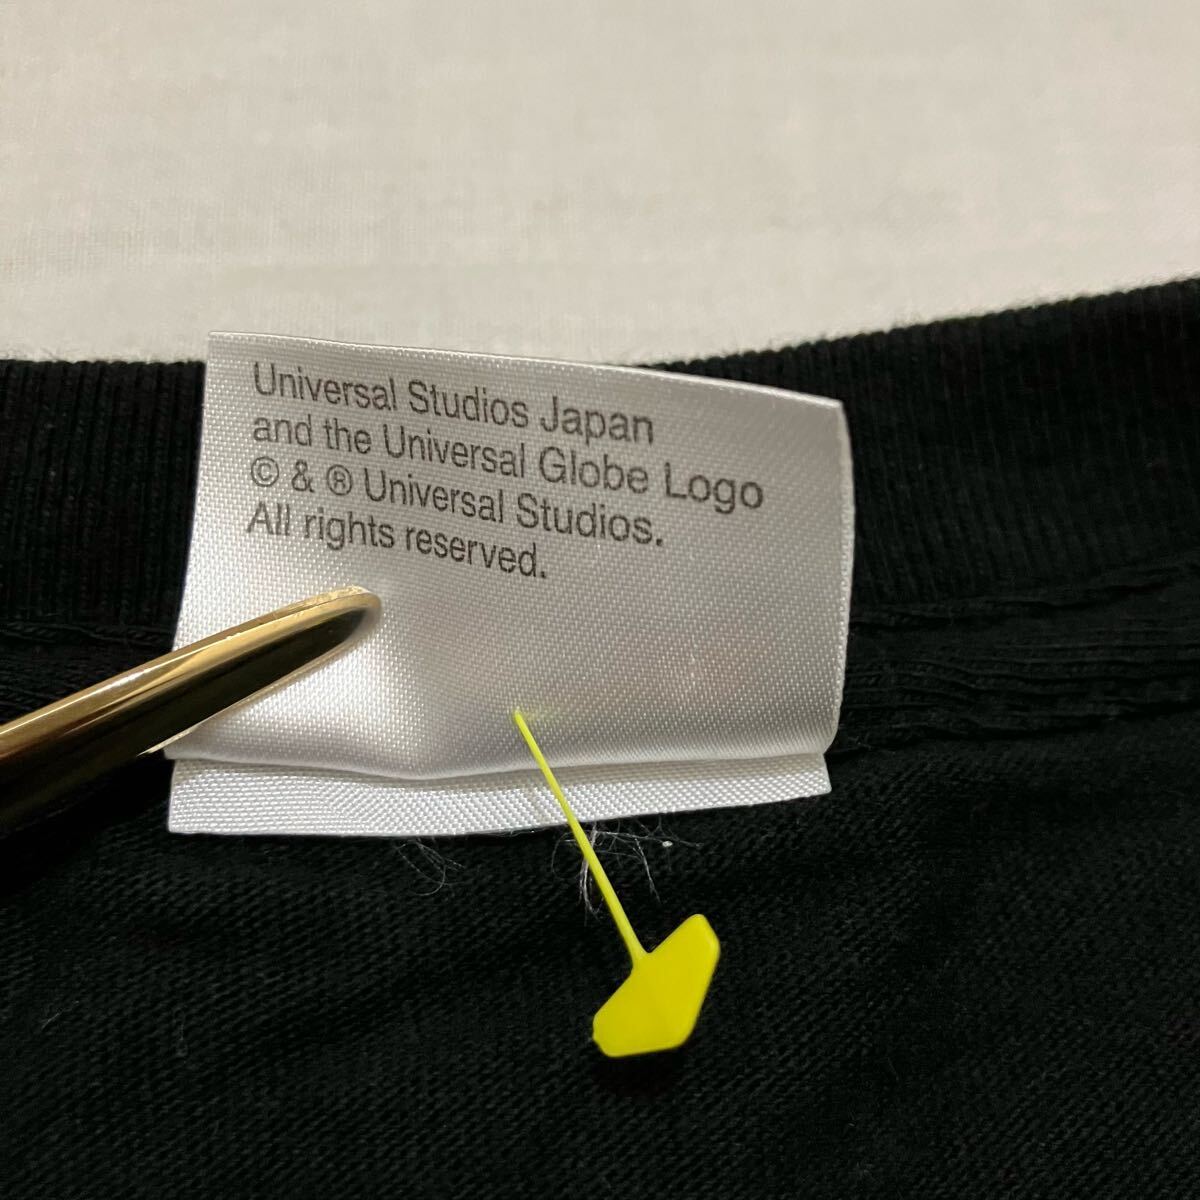 Universal Studios Japan
and the Universal Globe Logo
© & ® Universal Studios.
All rights reserved.